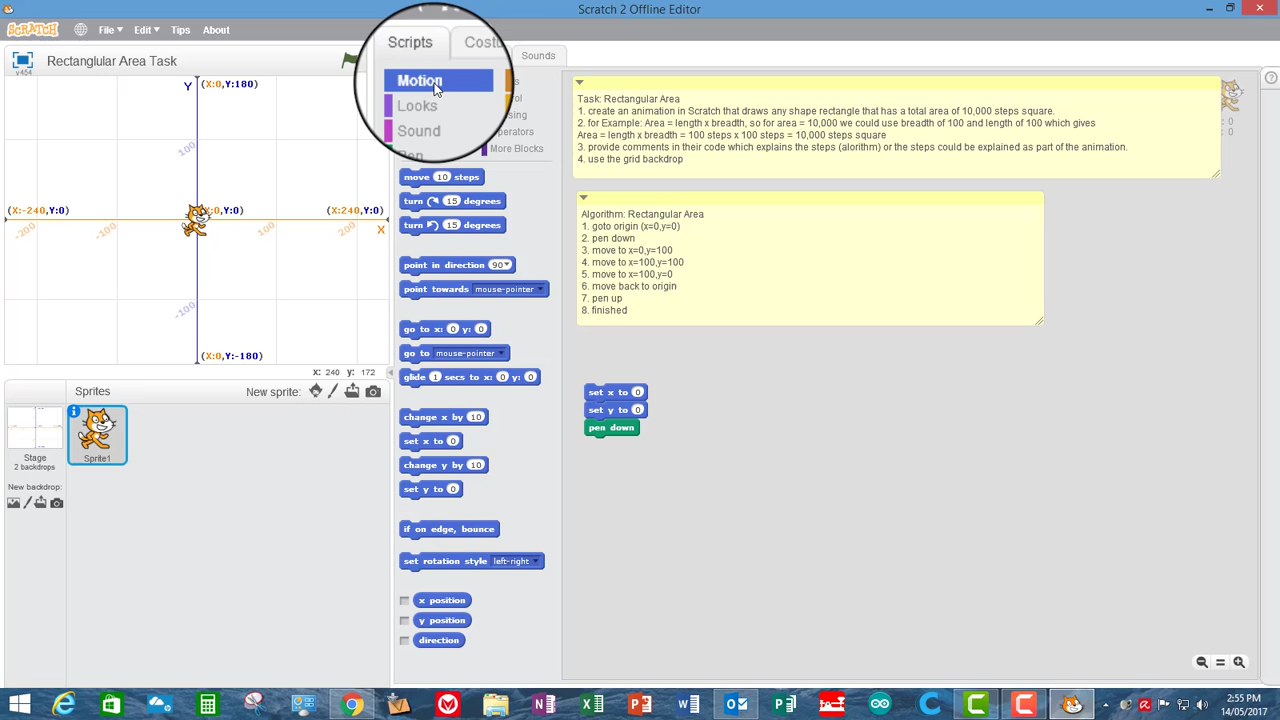 Scratch 2 Offline Editor
SCRATCH
File
Edit
Tips
About
Scripts
Sounds
v454
Rectanglular Area Task
Motion
Looks
Sound
Operators
More Blocks
Y
(X:0,Y:180)
100
(X:-240,Y:0)
(X:240,Y:0)
-200
-100
100
200
X
-100
(X:0,Y:-180)
X: 240 y: 172
move 10 steps
turn 15 degrees
turn 15 degrees
point in direction 90
point towards mouse-pointer
go to x: 0 y: 0
go to mouse-pointer
glide 1 secs to x: 0 y: 0
change x by 10
set x to 0
change y by 10
set y to 0
if on edge, bounce
set rotation style left-right
x position
y position
direction
Task: Rectangular Area
1. create an animation in Scratch that draws any shape rectangle that has a total area of 10,000 steps square.
2. for Example: Area = length x breadth, so for area = 10,000 we could use breadth of 100 and length of 100 which gives
Area = length x breadth = 100 steps x 100 steps = 10,000 steps square
3. provide comments in their code which explains the steps (alorithm) or the steps could be explained as part of the animation.
4. use the grid backdrop
Algorithm: Rectangular Area
1. goto origin (x=0,y=0)
2. pen down
3. move to x=0,y=100
4. move to x=100,y=100
5. move to x=100,y=0
6. move back to origin
7. pen up
8. finished
set x to 0
set y to 0
pen down
Sprites
New sprite:
Stage
2 backdrops
Sprite1
New backdrop:
2:55 PM
14/05/2017